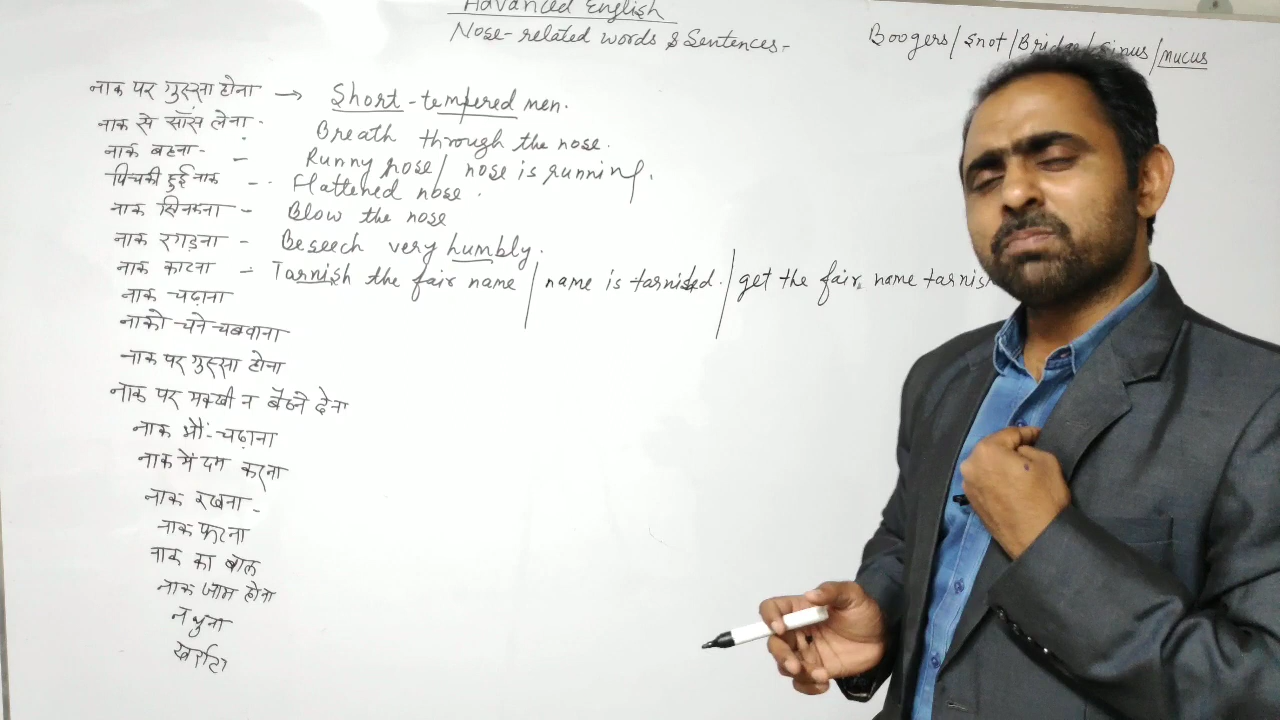 Advanced English
Nose-related words & Sentences-
Boogers/Snot/Bridge/Sinus/Mucus
नाक पर गुस्सा होना → Short-tempered men.
नाक से साँस लेना - Breath through the nose.
नाक बहना - Runny nose/ nose is running.
पिचकी हुई नाक - Flattened nose.
नाक सिनकना - Blow the nose
नाक रगड़ना - Beseech very humbly.
नाक काटना - Tarnish the fair name / name is tarnished. / get the fair name
नाक चढ़ाना
नाको चने चबवाना
नाक पर गुस्सा होना
नाक पर मक्खी न बैठने देना
नाक भौं-चढ़ाना
नाक में दम करना
नाक रखना -
नाक फटना
नाक का बाल
नाक जाम होना
नथुना
खर्राटा